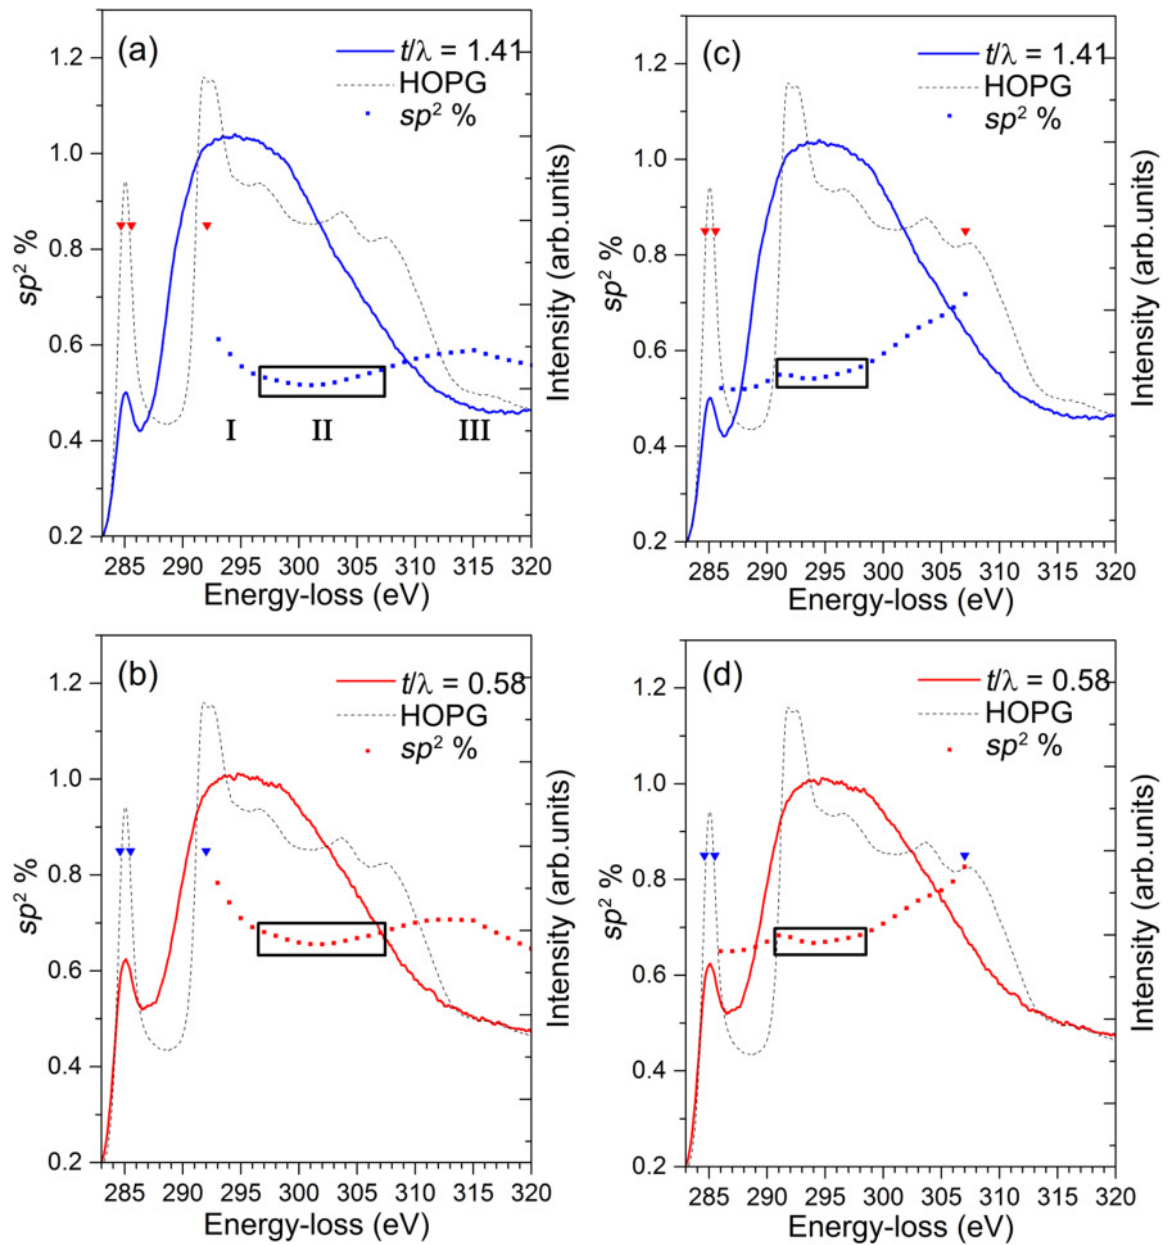 (a)
t/λ = 1.41
HOPG
sp² %
1.2
1.0
0.8
0.6
0.4
0.2
sp² %
Intensity (arb.units)
I II III
285 290 295 300 305 310 315 320
Energy-loss (eV)
(c)
t/λ = 1.41
HOPG
sp² %
1.2
1.0
0.8
0.6
0.4
0.2
sp² %
Intensity (arb.units)
285 290 295 300 305 310 315 320
Energy-loss (eV)
(b)
t/λ = 0.58
HOPG
sp² %
1.2
1.0
0.8
0.6
0.4
0.2
sp² %
Intensity (arb.units)
285 290 295 300 305 310 315 320
Energy-loss (eV)
(d)
t/λ = 0.58
HOPG
sp² %
1.2
1.0
0.8
0.6
0.4
0.2
sp² %
Intensity (arb.units)
285 290 295 300 305 310 315 320
Energy-loss (eV)